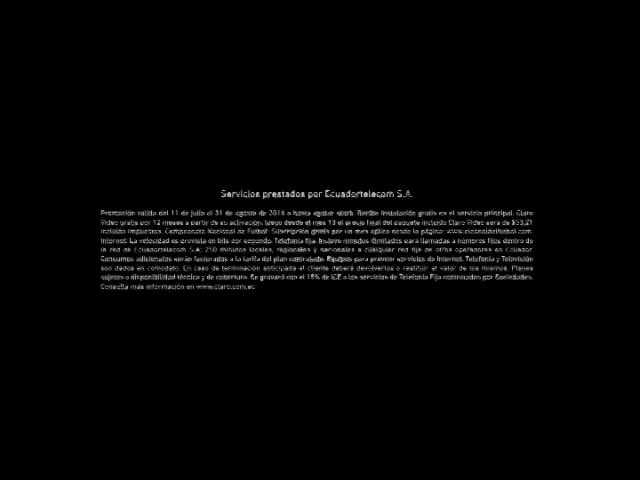 Servicios prestados por Ecuadortelecom S.A.
Promoción válida del 11 de julio al 31 de agosto de 2016 o hasta agotar stock. Recibe instalación gratis en el servicio principal. Claro
Video gratis por 12 meses a partir de su activación, luego desde el mes 13 el precio final del paquete incluido Claro Video será de
incluido impuestos. Campeonato Nacional de Fútbol: Suscripción gratis por un mes aplica desde la página:
Internet: La velocidad es provista en bits por segundo. Telefonía fija: Incluye minutos ilimitados para llamadas a números fijos dentro de
la red de Ecuadortelecom S.A; 250 minutos locales, regionales y nacionales a cualquier red fija de otros operadores en Ecuador.
Consumos adicionales serán facturados a la tarifa del plan contratado. Equipos para proveer servicios de Internet, Telefonía y Televisión
son dados en comodato. En caso de terminación anticipada el cliente deberá devolverlos o restituir el valor de los mismos. Planes
sujetos a disponibilidad técnica y de cobertura. Se gravará con el 15% de ICE a los servicios de Telefonía Fija contratados por Sociedades.
Consulta más información en www.claro.com.ec